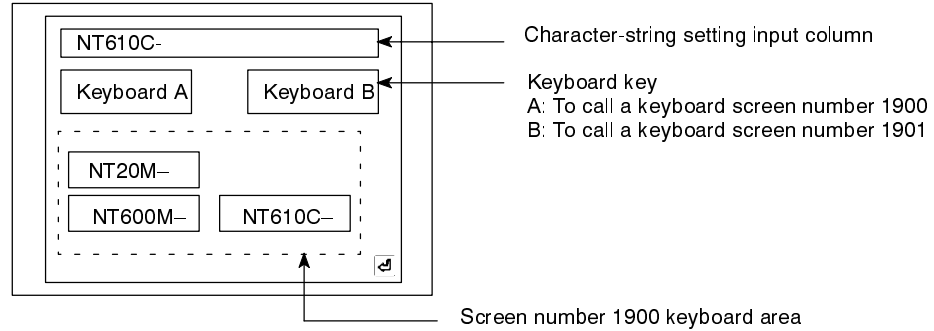 NT610C-
Character-string setting input column
Keyboard A
Keyboard B
Keyboard key
A: To call a keyboard screen number 1900
B: To call a keyboard screen number 1901
NT20M–
NT600M–
NT610C–
Screen number 1900 keyboard area